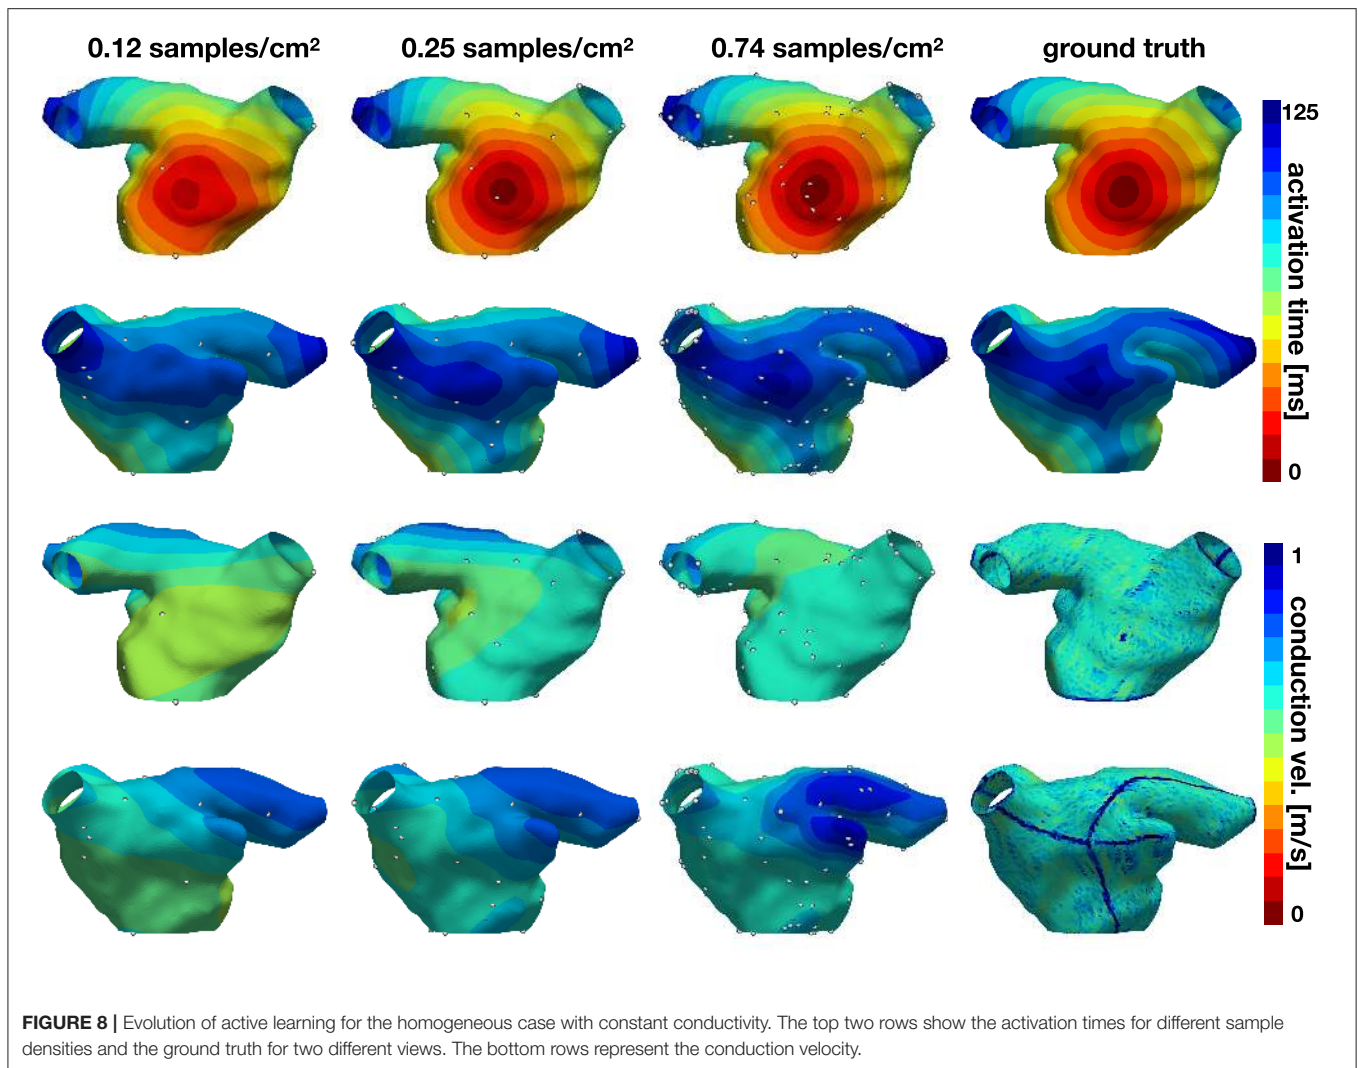 0.12 samples/cm²
0.25 samples/cm²
0.74 samples/cm²
ground truth
125
activation time [ms]
0
1
conduction vel. [m/s]
0
FIGURE 8 | Evolution of active learning for the homogeneous case with constant conductivity. The top two rows show the activation times for different sample
densities and the ground truth for two different views. The bottom rows represent the conduction velocity.